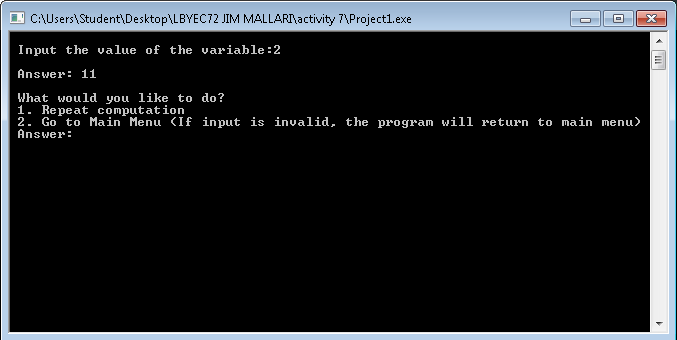 C:\Users\Student\Desktop\LBYEC72 JIM MALLARI\activity 7\Project1.exe
Input the value of the variable:2
Answer: 11
What would you like to do?
1. Repeat computation
2. Go to Main Menu (If input is invalid, the program will return to main menu)
Answer: